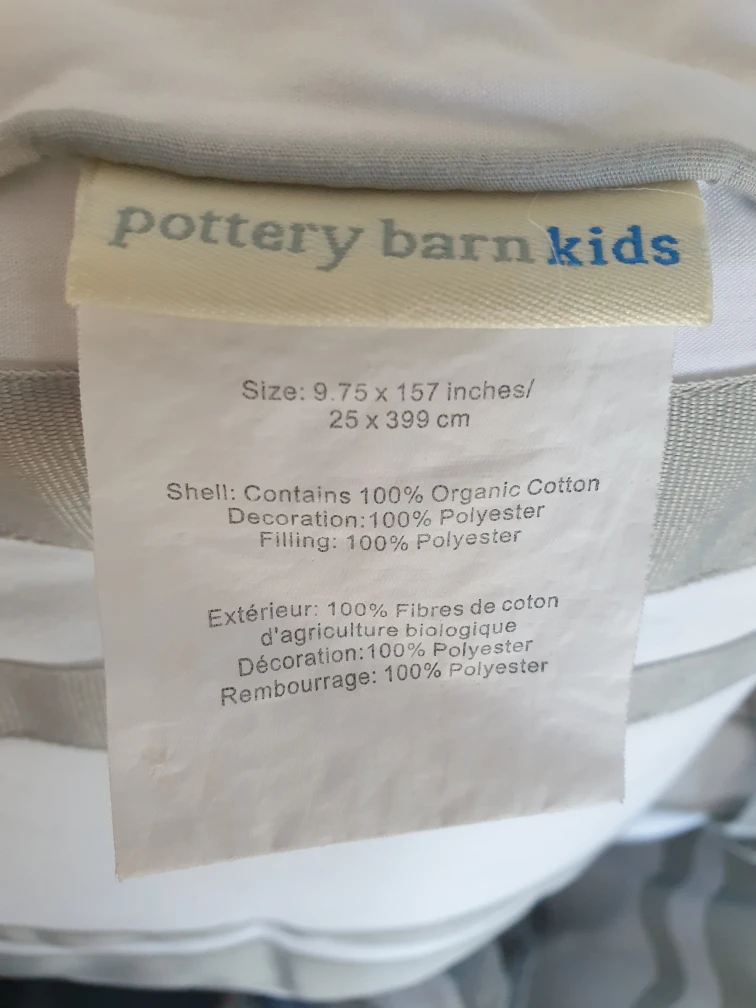 pottery barn kids
Size: 9.75 x 157 inches/
25 x 399 cm
Shell: Contains 100% Organic Cotton
Decoration:100% Polyester
Filling: 100% Polyester
Extérieur: 100% Fibres de coton
d'agriculture biologique
Décoration:100% Polyester
Rembourrage: 100% Polyester